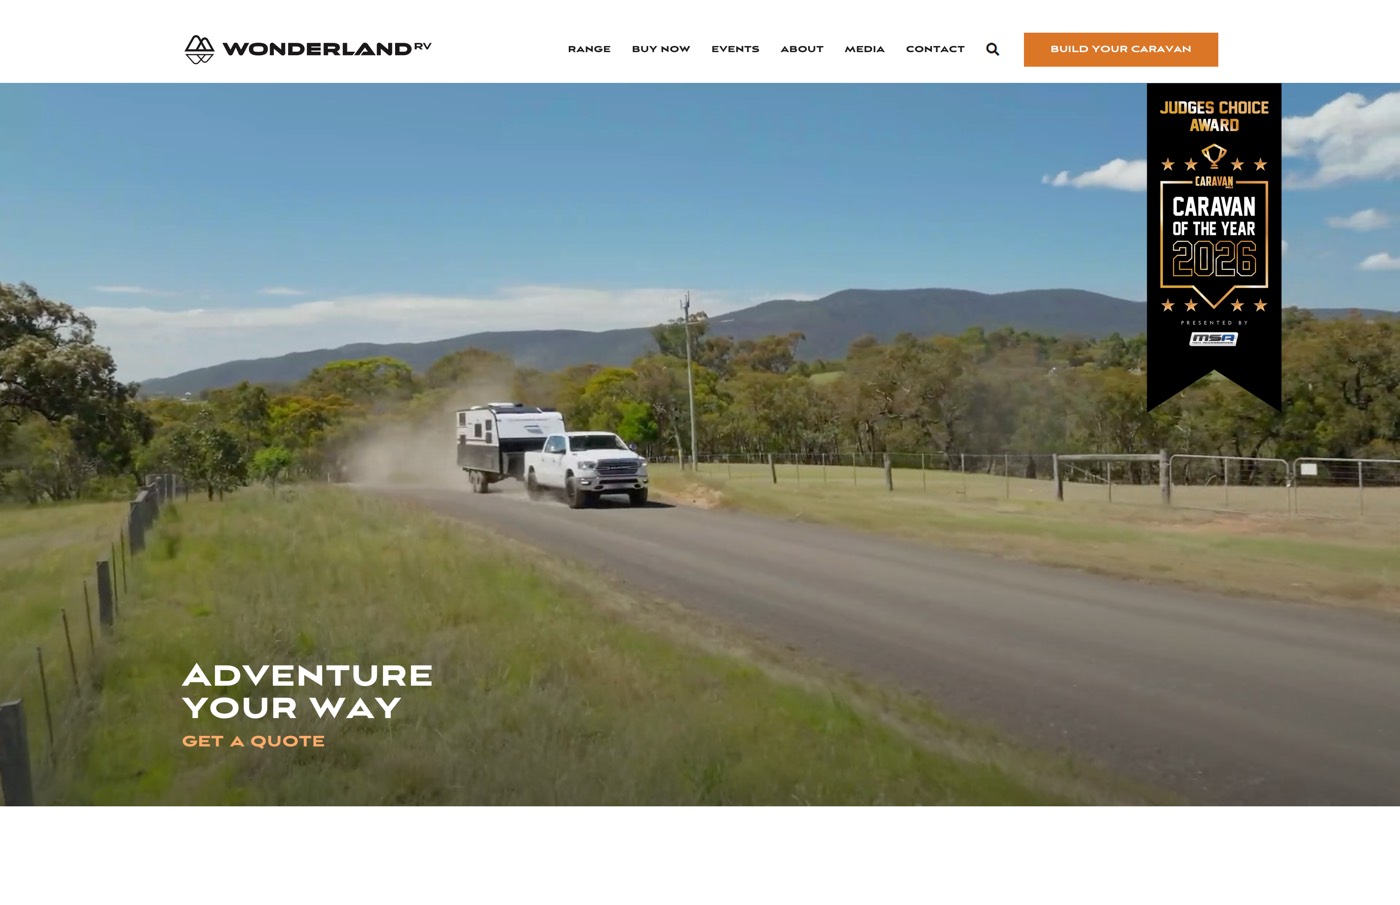 WONDERLAND RV
RANGE
BUY NOW
EVENTS
ABOUT
MEDIA
CONTACT
BUILD YOUR CARAVAN
JUDGES CHOICE
AWARD
CARAVAN
CARAVAN
OF THE YEAR
2026
PRESENTED BY
MSA
ADVENTURE
YOUR WAY
GET A QUOTE